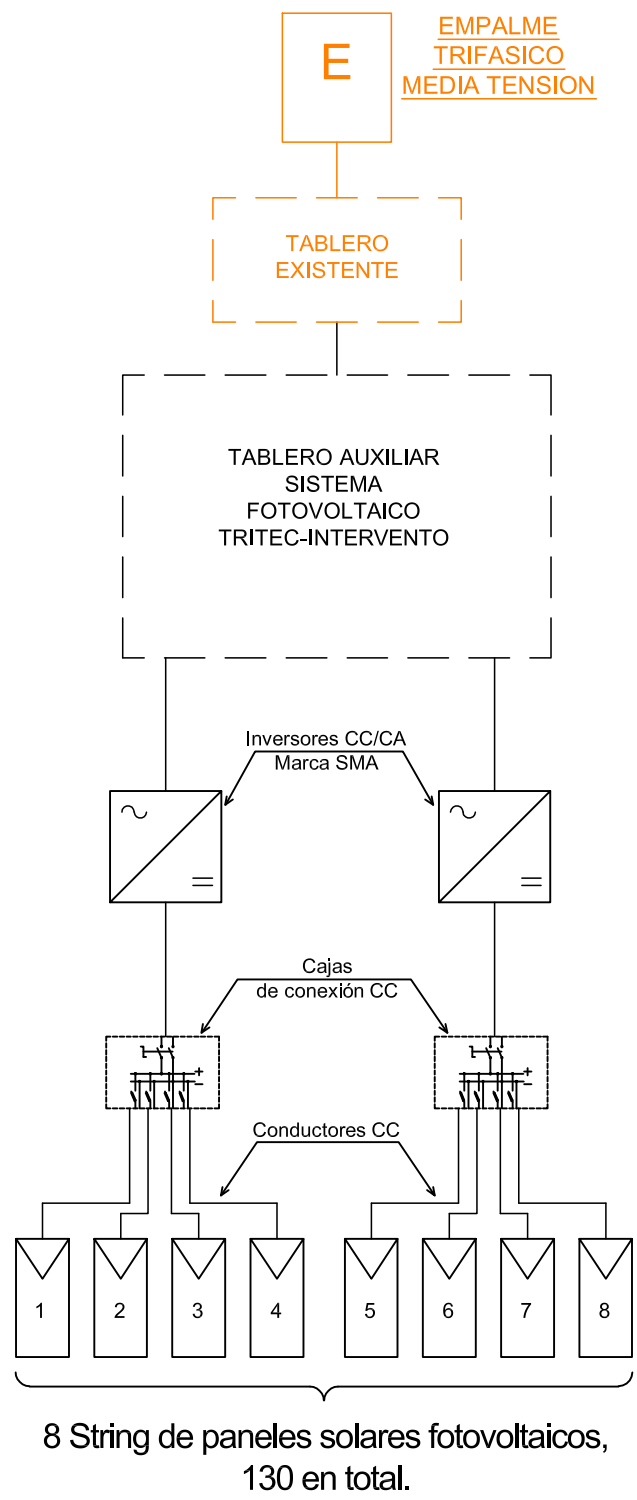 E
EMPALME
TRIFASICO
MEDIA TENSION
TABLERO
EXISTENTE
TABLERO AUXILIAR
SISTEMA
FOTOVOLTAICO
TRITEC-INTERVENTO
Inversores CC/CA
Marca SMA
Cajas
de conexión CC
+
−
+
−
Conductores CC
1 2 3 4 5 6 7 8
8 String de paneles solares fotovoltaicos,
130 en total.